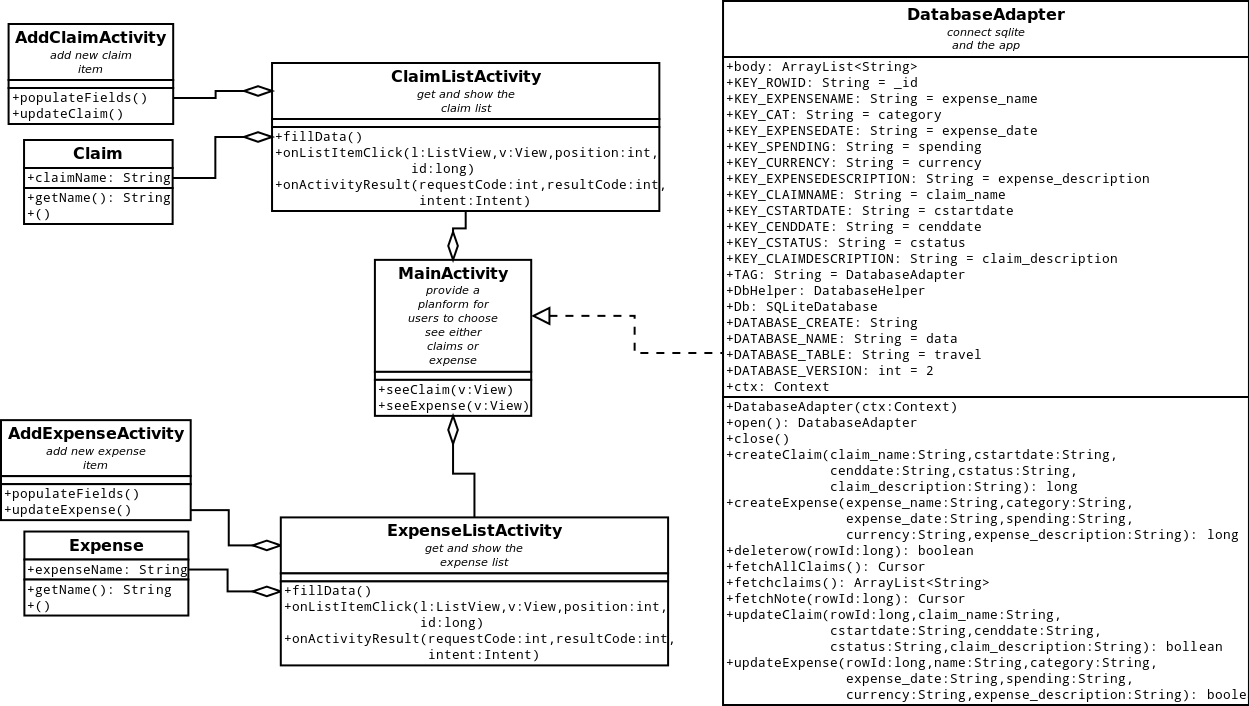 AddClaimActivity
add new claim
item
+populateFields()
+updateClaim()
Claim
+claimName: String
+getName(): String
+()
ClaimListActivity
get and show the
claim list
+fillData()
+onListItemClick(l:ListView,v:View,position:int,
id:long)
+onActivityResult(requestCode:int,resultCode:int,
intent:Intent)
MainActivity
provide a
planform for
users to choose
see either
claims or
expense
+seeClaim(v:View)
+seeExpense(v:View)
AddExpenseActivity
add new expense
item
+populateFields()
+updateExpense()
Expense
+expenseName: String
+getName(): String
+()
ExpenseListActivity
get and show the
expense list
+fillData()
+onListItemClick(l:ListView,v:View,position:int,
id:long)
+onActivityResult(requestCode:int,resultCode:int,
intent:Intent)
DatabaseAdapter
connect sqlite
and the app
+body: ArrayList<String>
+KEY_ROWID: String = _id
+KEY_EXPENSENAME: String = expense_name
+KEY_CAT: String = category
+KEY_EXPENSEDATE: String = expense_date
+KEY_SPENDING: String = spending
+KEY_CURRENCY: String = currency
+KEY_EXPENSEDESCRIPTION: String = expense_description
+KEY_CLAIMNAME: String = claim_name
+KEY_CSTARTDATE: String = cstartdate
+KEY_CENDDATE: String = cenddate
+KEY_CSTATUS: String = cstatus
+KEY_CLAIMDESCRIPTION: String = claim_description
+TAG: String = DatabaseAdapter
+DbHelper: DatabaseHelper
+Db: SQLiteDatabase
+DATABASE_CREATE: String
+DATABASE_NAME: String = data
+DATABASE_TABLE: String = travel
+DATABASE_VERSION: int = 2
+ctx: Context
+DatabaseAdapter(ctx:Context)
+open(): DatabaseAdapter
+close()
+createClaim(claim_name:String,cstartdate:String,
cenddate:String,cstatus:String,
claim_description:String): long
+createExpense(expense_name:String,category:String,
expense_date:String,spending:String,
currency:String,expense_description:String): long
+deleterow(rowId:long): boolean
+fetchAllClaims(): Cursor
+fetchclaims(): ArrayList<String>
+fetchNote(rowId:long): Cursor
+updateClaim(rowId:long,claim_name:String,
cstartdate:String,cenddate:String,
cstatus:String,claim_description:String): bollean
+updateExpense(rowId:long,name:String,category:String,
expense_date:String,spending:String,
currency:String,expense_description:String): boole